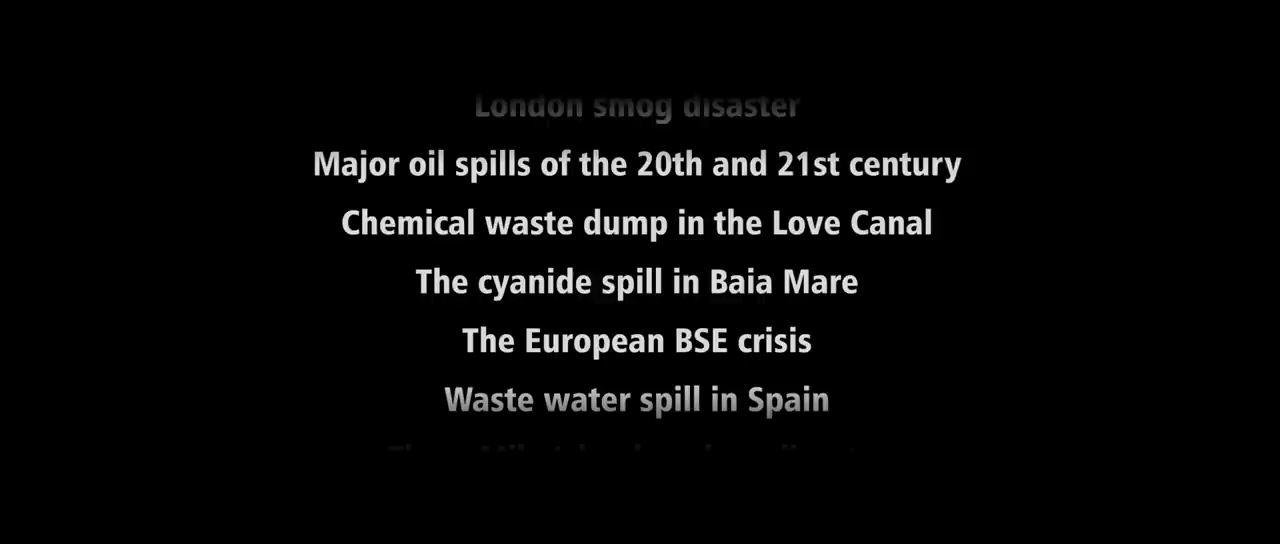 London smog disaster
Major oil spills of the 20th and 21st century
Chemical waste dump in the Love Canal
The cyanide spill in Baia Mare
The European BSE crisis
Waste water spill in Spain